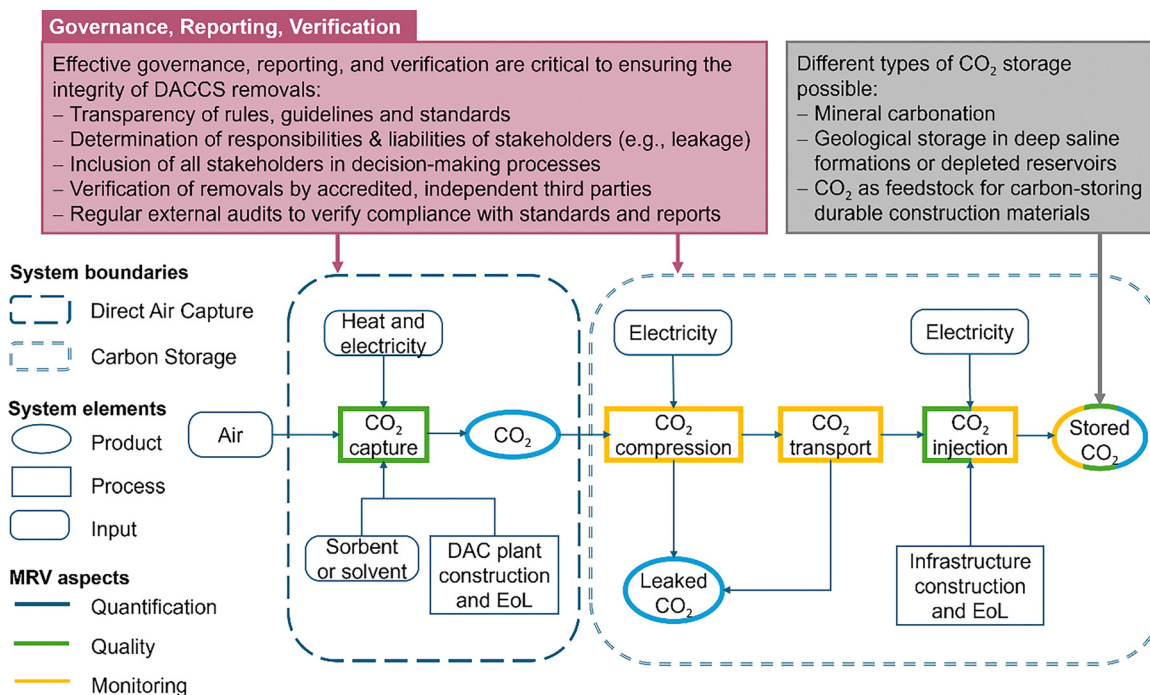 Governance, Reporting, Verification
Effective governance, reporting, and verification are critical to ensuring the
integrity of DACCS removals:
– Transparency of rules, guidelines and standards
– Determination of responsibilities & liabilities of stakeholders (e.g., leakage)
– Inclusion of all stakeholders in decision-making processes
– Verification of removals by accredited, independent third parties
– Regular external audits to verify compliance with standards and reports
Different types of CO₂ storage
possible:
– Mineral carbonation
– Geological storage in deep saline
formations or depleted reservoirs
– CO₂ as feedstock for carbon-storing
durable construction materials
System boundaries
Direct Air Capture
Carbon Storage
System elements
Product
Process
Input
MRV aspects
Quantification
Quality
Monitoring
Heat and
electricity
Air
CO₂
capture
CO₂
Sorbent
or solvent
DAC plant
construction
and EoL
Electricity
CO₂
compression
CO₂
transport
Leaked
CO₂
Electricity
CO₂
injection
Infrastructure
construction
and EoL
Stored
CO₂